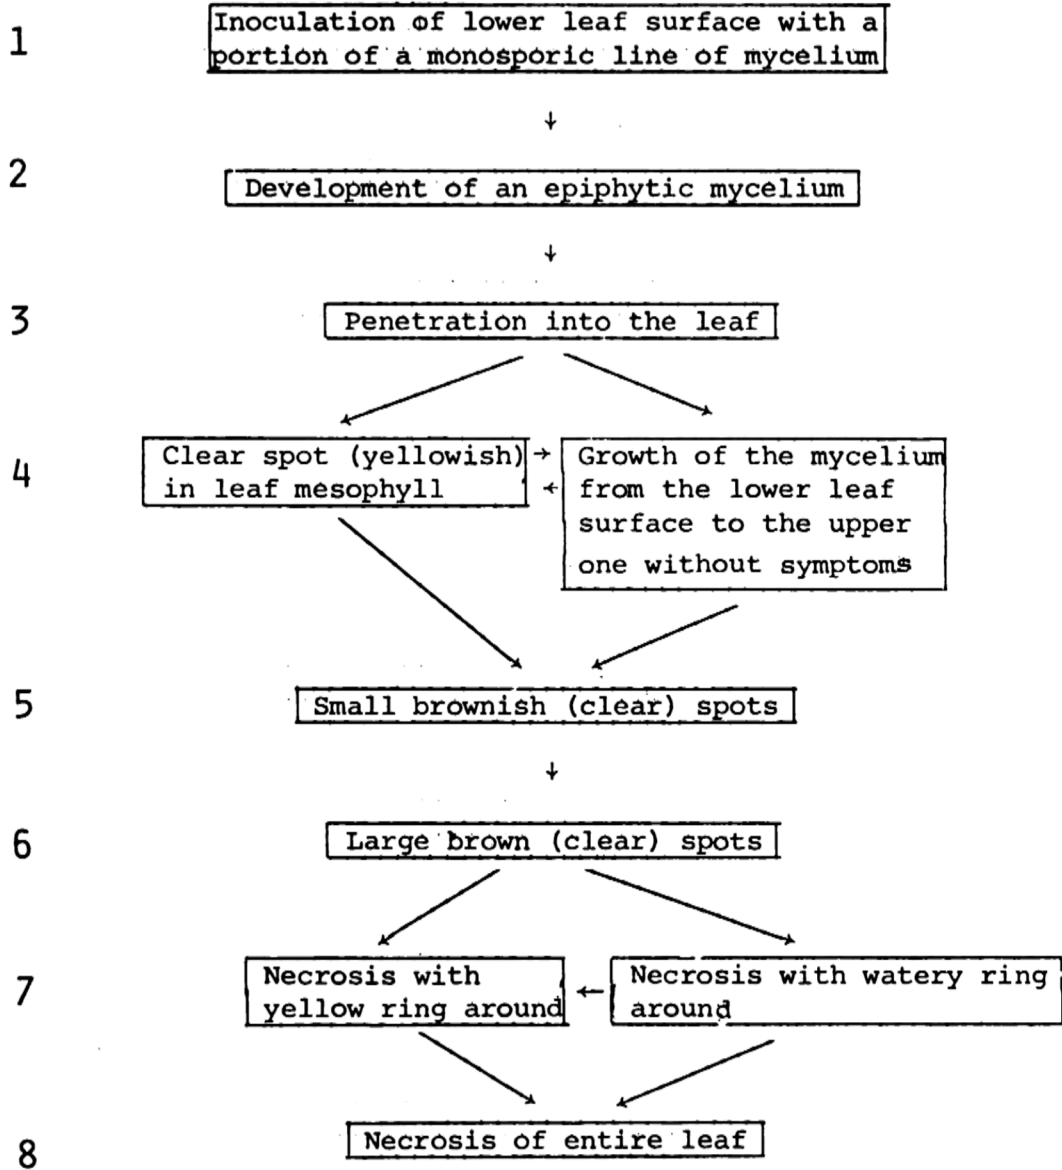 1
Inoculation of lower leaf surface with a
portion of a monosporic line of mycelium
2
Development of an epiphytic mycelium
3
Penetration into the leaf
4
Clear spot (yellowish)
in leaf mesophyll
Growth of the mycelium
from the lower leaf
surface to the upper
one without symptoms
5
Small brownish (clear) spots
6
Large brown (clear) spots
7
Necrosis with
yellow ring around
Necrosis with watery ring
around
8
Necrosis of entire leaf